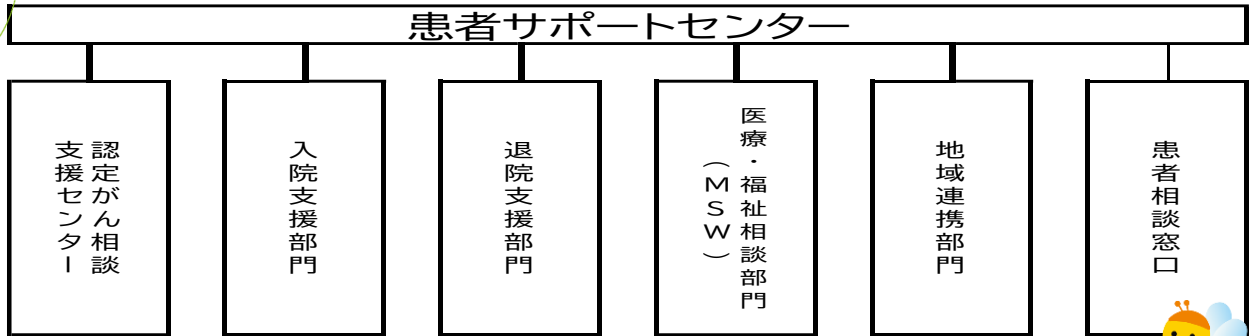 患者サポートセンター
認定がん相談
支援センター
入院支援部門
退院支援部門
医療・福祉相談部門
（MSW）
地域連携部門
患者相談窓口